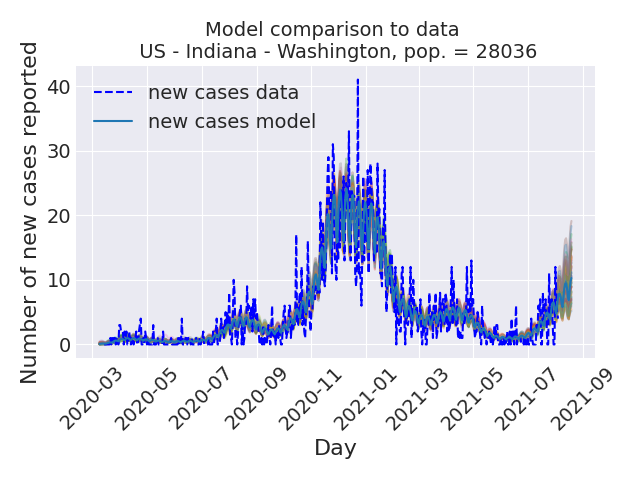 Model comparison to data
US - Indiana - Washington, pop. = 28036
Number of new cases reported
40
30
20
10
0
new cases data
new cases model
2020-03
2020-05
2020-07
2020-09
2020-11
2021-01
2021-03
2021-05
2021-07
2021-09
Day